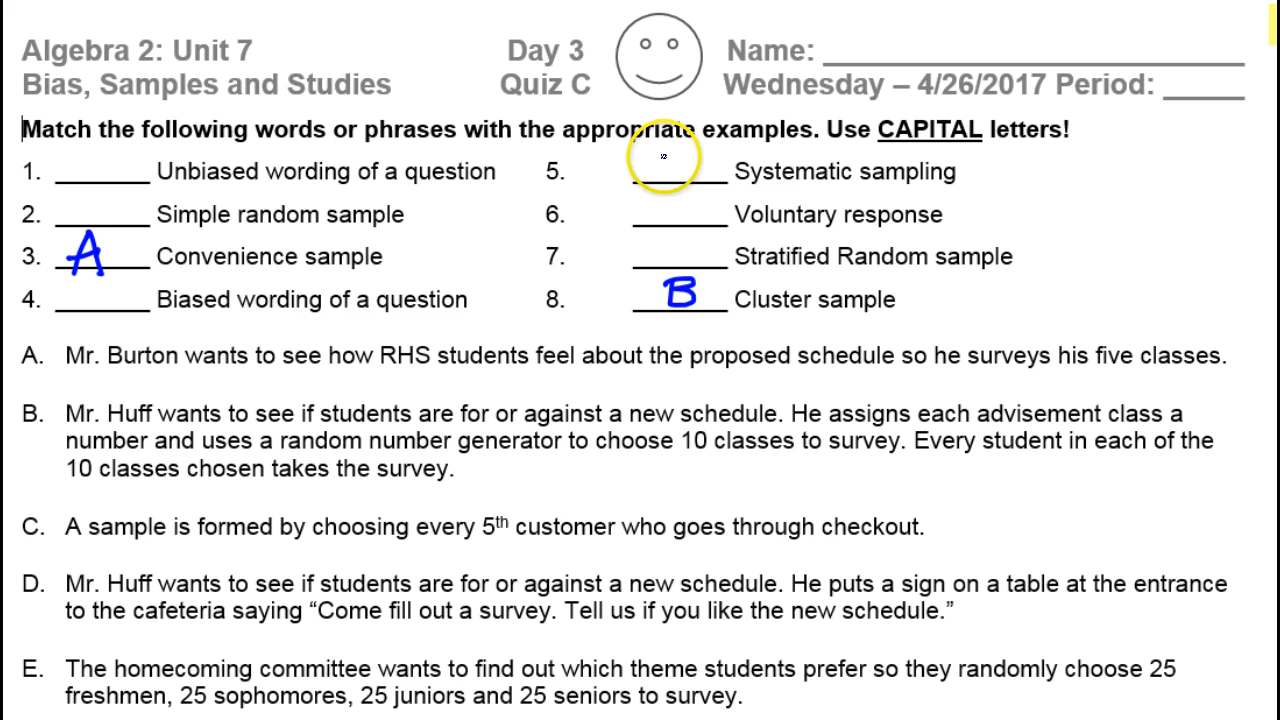 Algebra 2: Unit 7 Day 3 Name: ____________________
Bias, Samples and Studies Quiz C Wednesday – 4/26/2017 Period: _____
Match the following words or phrases with the appropriate examples. Use CAPITAL letters!
1. _______ Unbiased wording of a question 5. _______ Systematic sampling
2. _______ Simple random sample 6. _______ Voluntary response
3. A Convenience sample 7. _______ Stratified Random sample
4. _______ Biased wording of a question 8. B Cluster sample
A. Mr. Burton wants to see how RHS students feel about the proposed schedule so he surveys his five classes.
B. Mr. Huff wants to see if students are for or against a new schedule. He assigns each advisement class a
number and uses a random number generator to choose 10 classes to survey. Every student in each of the
10 classes chosen takes the survey.
C. A sample is formed by choosing every 5th customer who goes through checkout.
D. Mr. Huff wants to see if students are for or against a new schedule. He puts a sign on a table at the entrance
to the cafeteria saying “Come fill out a survey. Tell us if you like the new schedule.”
E. The homecoming committee wants to find out which theme students prefer so they randomly choose 25
freshmen, 25 sophomores, 25 juniors and 25 seniors to survey.